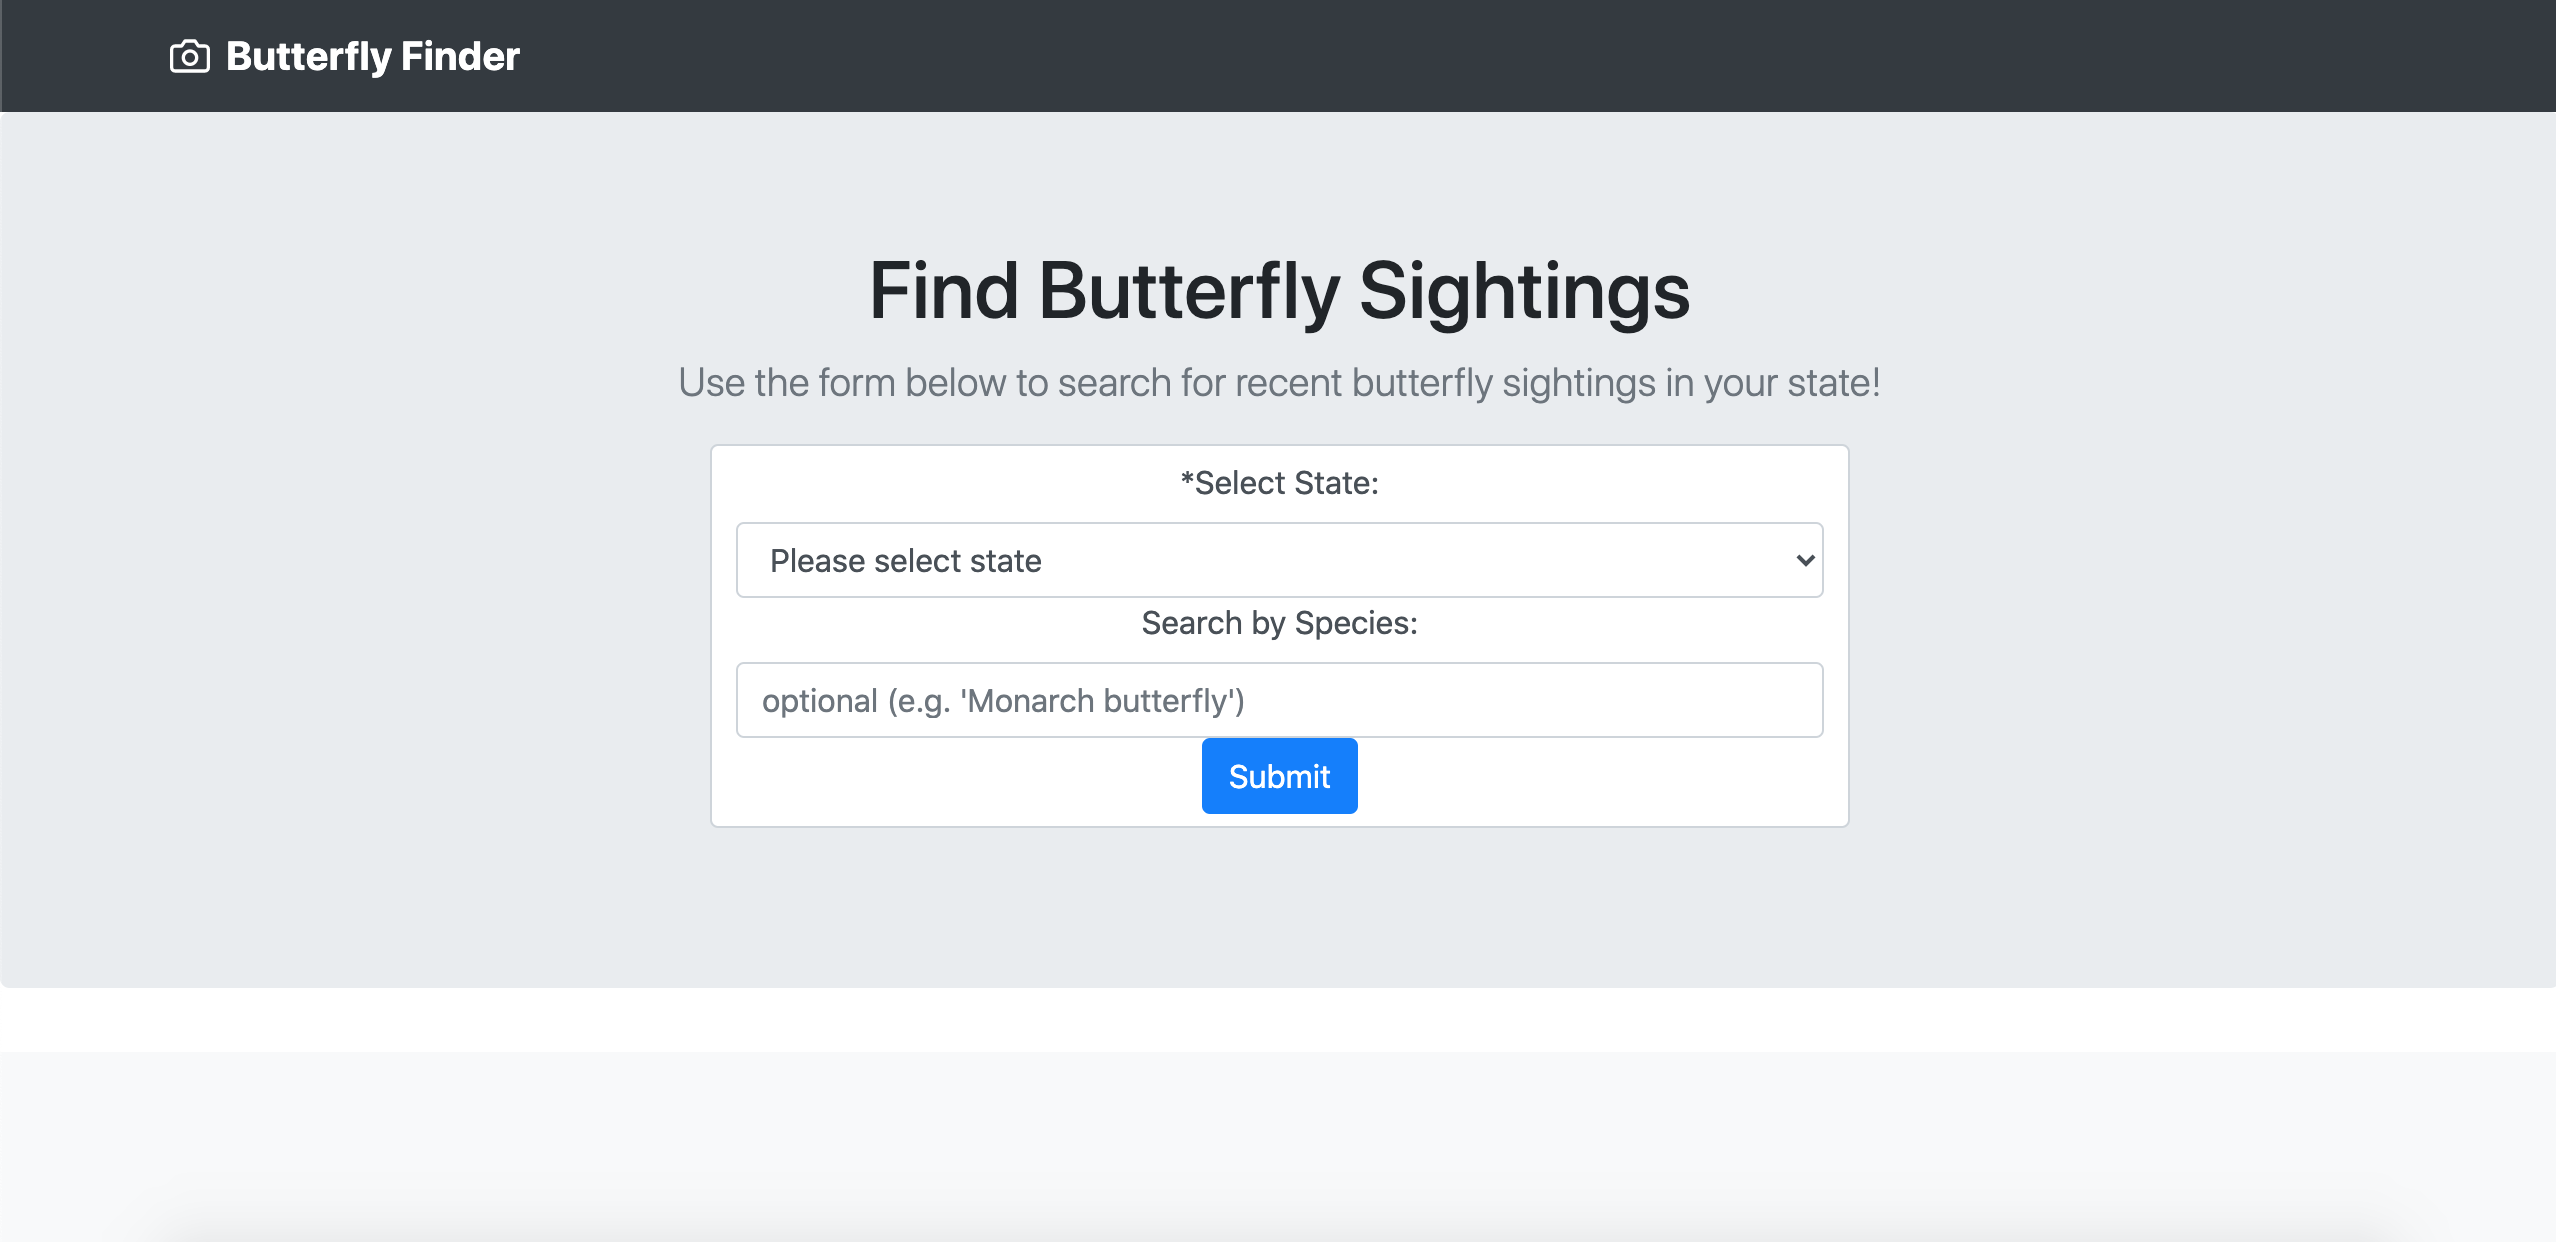 Butterfly Finder
Find Butterfly Sightings
Use the form below to search for recent butterfly sightings in your state!
*Select State:
Please select state
Search by Species:
optional (e.g. 'Monarch butterfly')
Submit